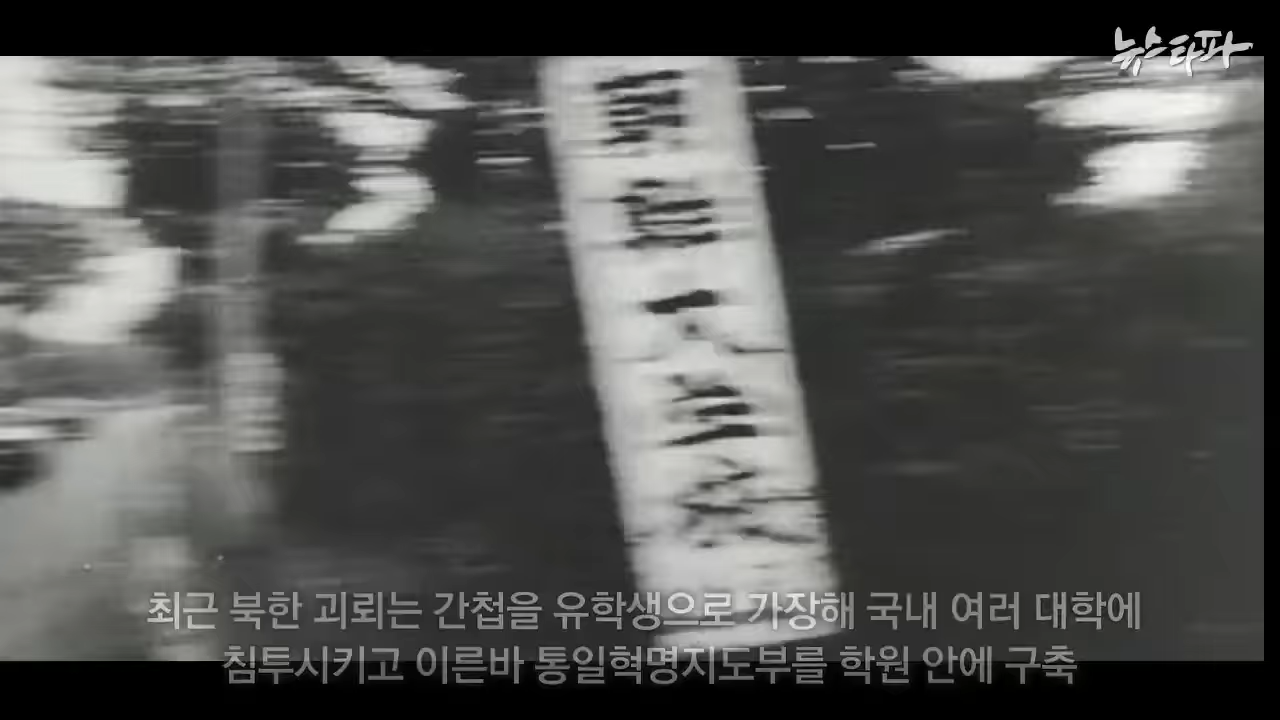 뉴스타파
최근 북한 괴뢰는 간첩을 유학생으로 가장해 국내 여러 대학에
침투시키고 이른바 통일혁명지도부를 학원 안에 구축